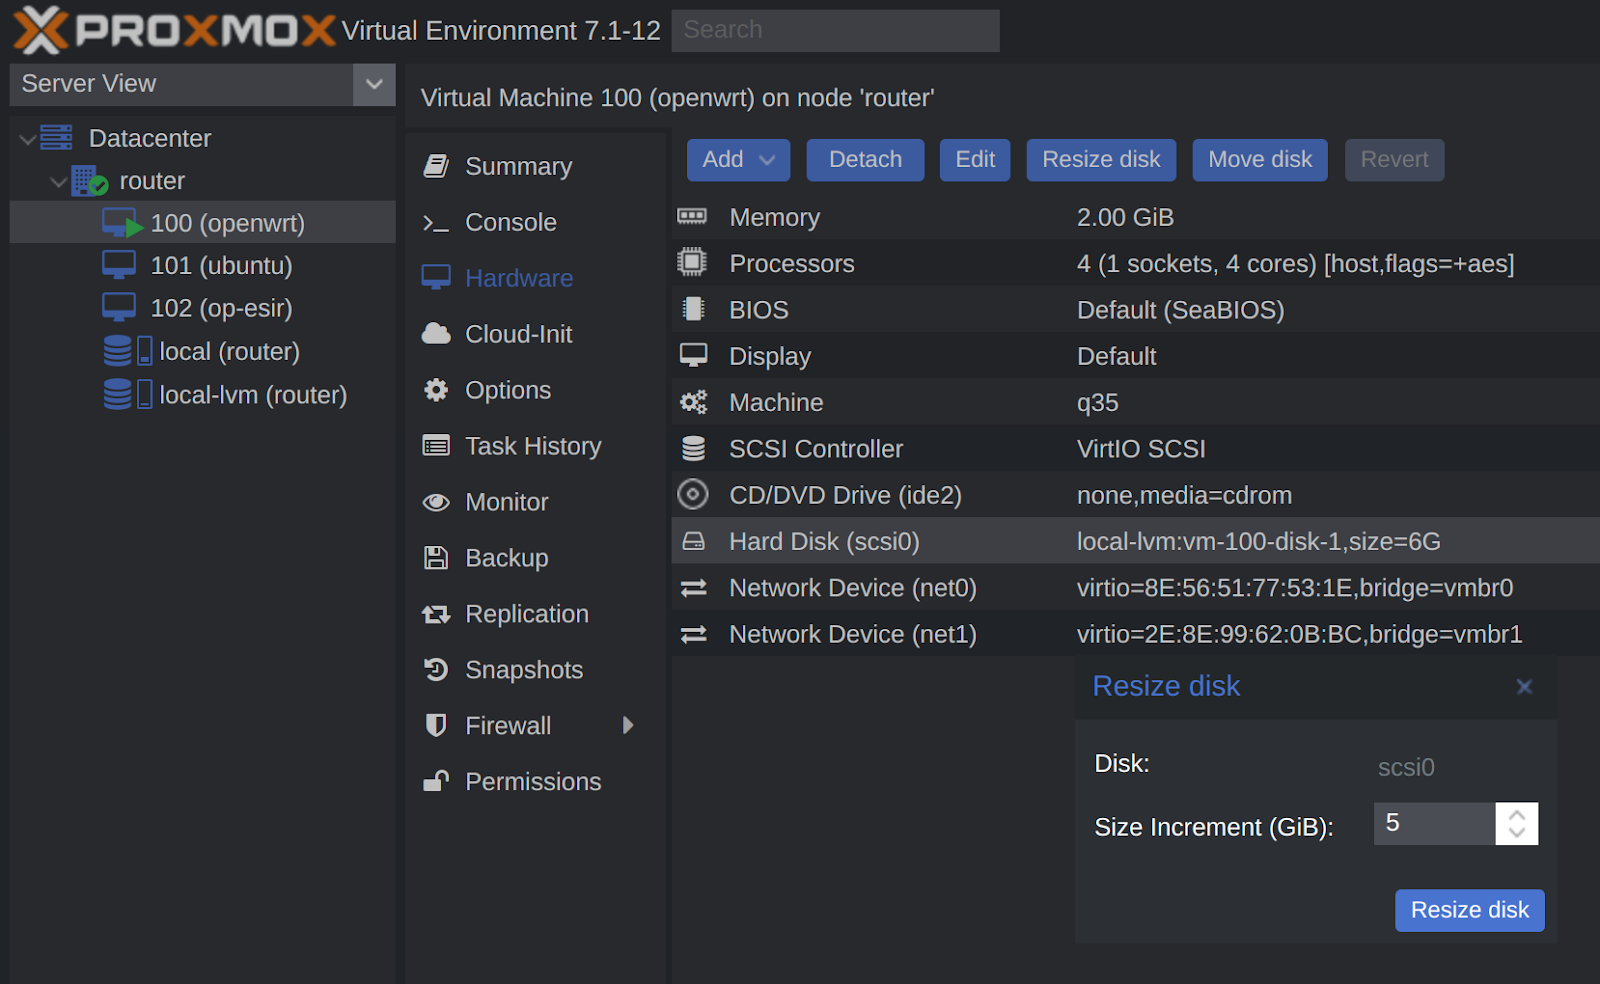 PROXMOX Virtual Environment 7.1-12 Search
Server View
Datacenter
router
100 (openwrt)
101 (ubuntu)
102 (op-esir)
local (router)
local-lvm (router)
Virtual Machine 100 (openwrt) on node 'router'
Summary
Console
Hardware
Cloud-Init
Options
Task History
Monitor
Backup
Replication
Snapshots
Firewall
Permissions
Add Detach Edit Resize disk Move disk Revert
Memory 2.00 GiB
Processors 4 (1 sockets, 4 cores) [host,flags=+aes]
BIOS Default (SeaBIOS)
Display Default
Machine q35
SCSI Controller VirtIO SCSI
CD/DVD Drive (ide2) none,media=cdrom
Hard Disk (scsi0) local-lvm:vm-100-disk-1,size=6G
Network Device (net0) virtio=8E:56:51:77:53:1E,bridge=vmbr0
Network Device (net1) virtio=2E:8E:99:62:0B:BC,bridge=vmbr1
Resize disk
Disk: scsi0
Size Increment (GiB): 5
Resize disk